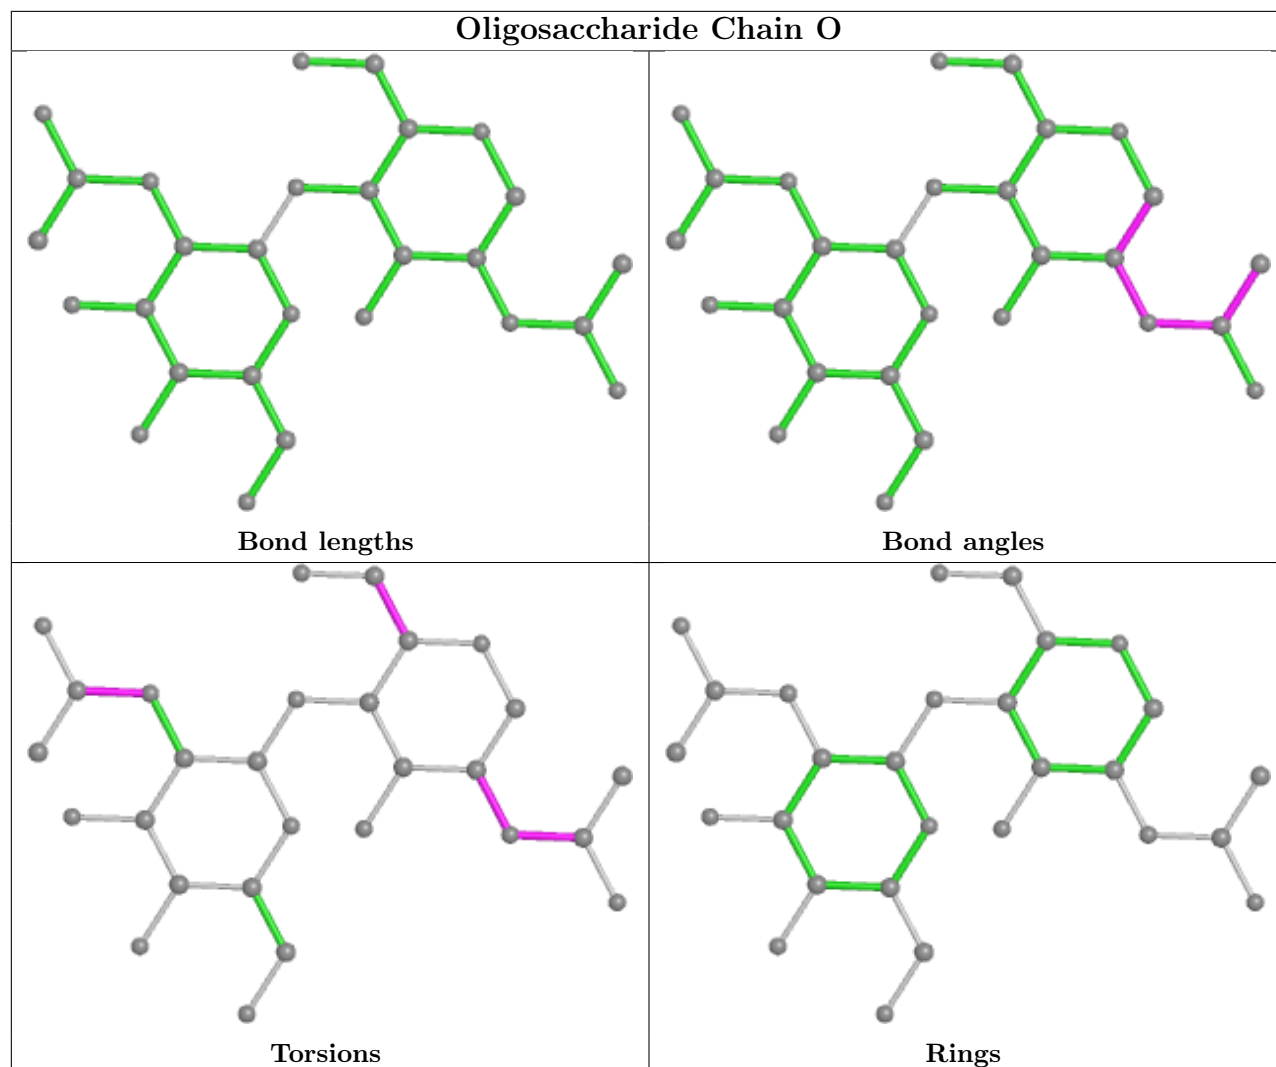 Oligosaccharide Chain O
Bond lengths
Bond angles
Torsions
Rings